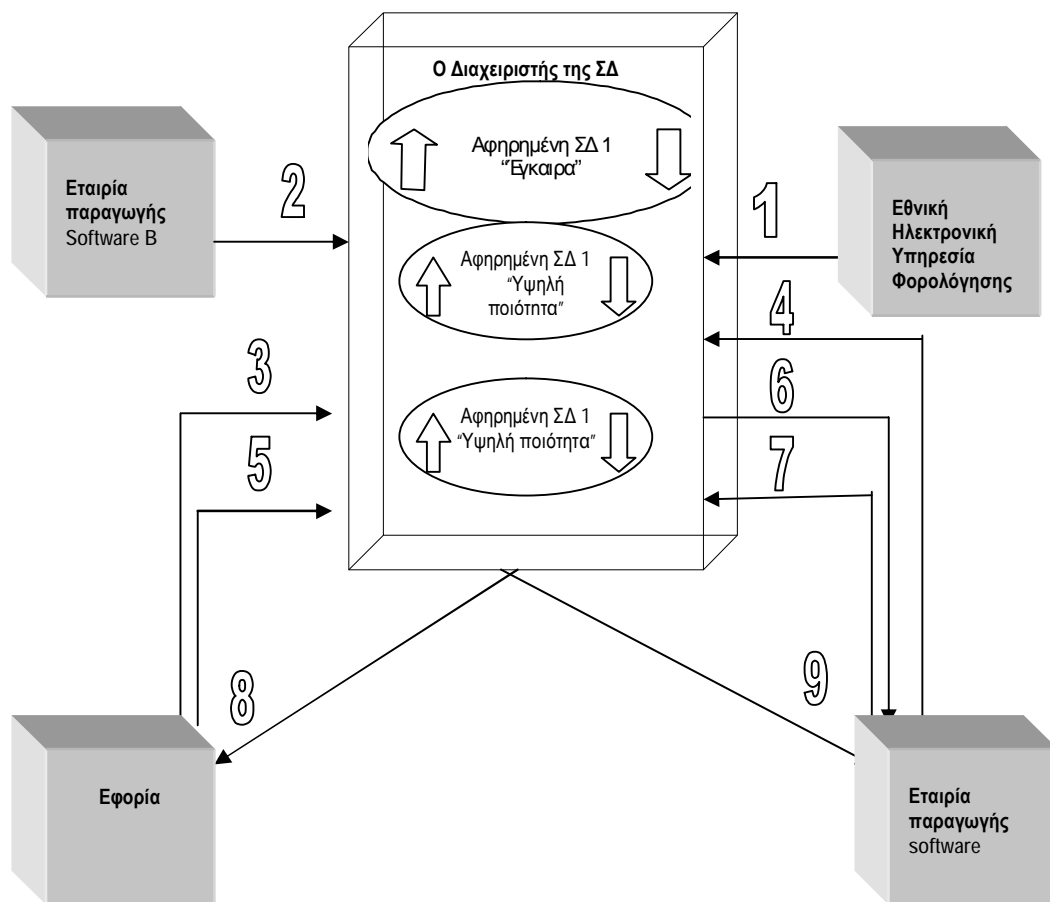 Ο Διαχειριστής της ΣΔ
Αφηρημένη ΣΔ 1
“Έγκαιρα”
Εταιρία
παραγωγής
Software B
2
1
Εθνική
Ηλεκτρονική
Υπηρεσία
Φορολόγησης
Αφηρημένη ΣΔ 1
“Υψηλή
ποιότητα”
4
3
6
Αφηρημένη ΣΔ 1
“Υψηλή ποιότητα”
5
7
8
9
Εφορία
Εταιρία
παραγωγής
software